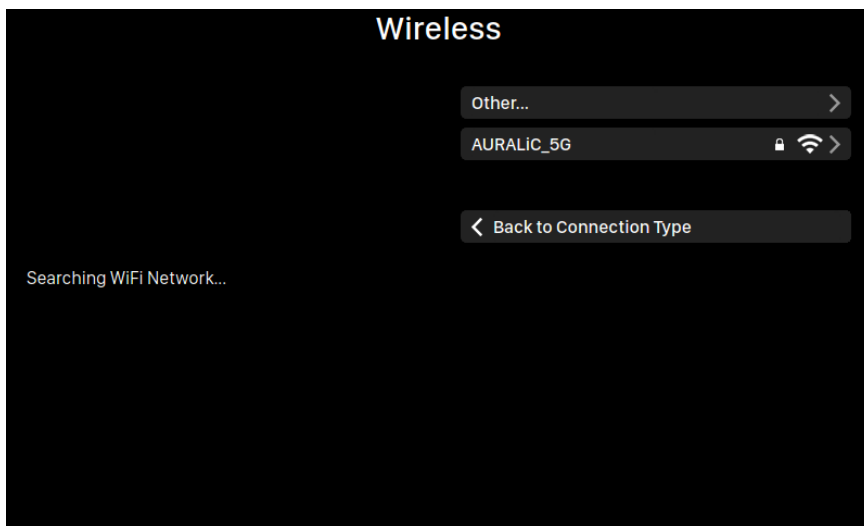 Wireless
Other...
AURALiC_5G
Back to Connection Type
Searching WiFi Network...